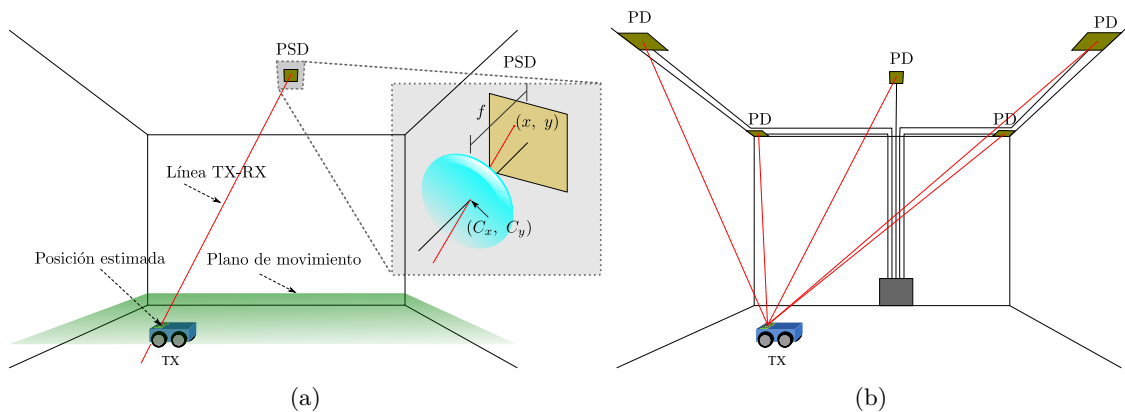 PSD
PSD
f
(x, y)
(Cx, Cy)
Línea TX-RX
Posición estimada
Plano de movimiento
TX
(a)
PD
PD
PD
PD
PD
TX
(b)